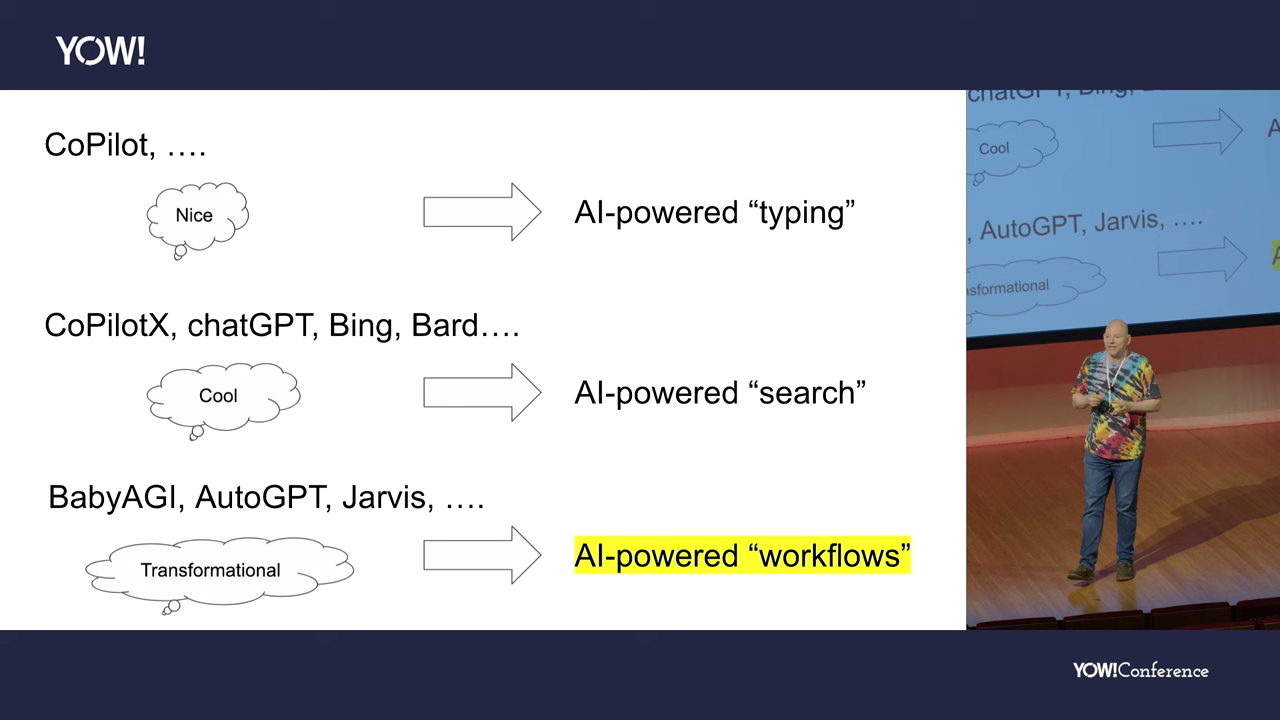 YOW!
CoPilot, ….
Nice
AI-powered “typing”
CoPilotX, chatGPT, Bing, Bard….
Cool
AI-powered “search”
BabyAGI, AutoGPT, Jarvis, ….
Transformational
AI-powered “workflows”
chatGPT, Bing,
Cool
A
, AutoGPT, Jarvis, ….
nsformational
A
YOW!Conference